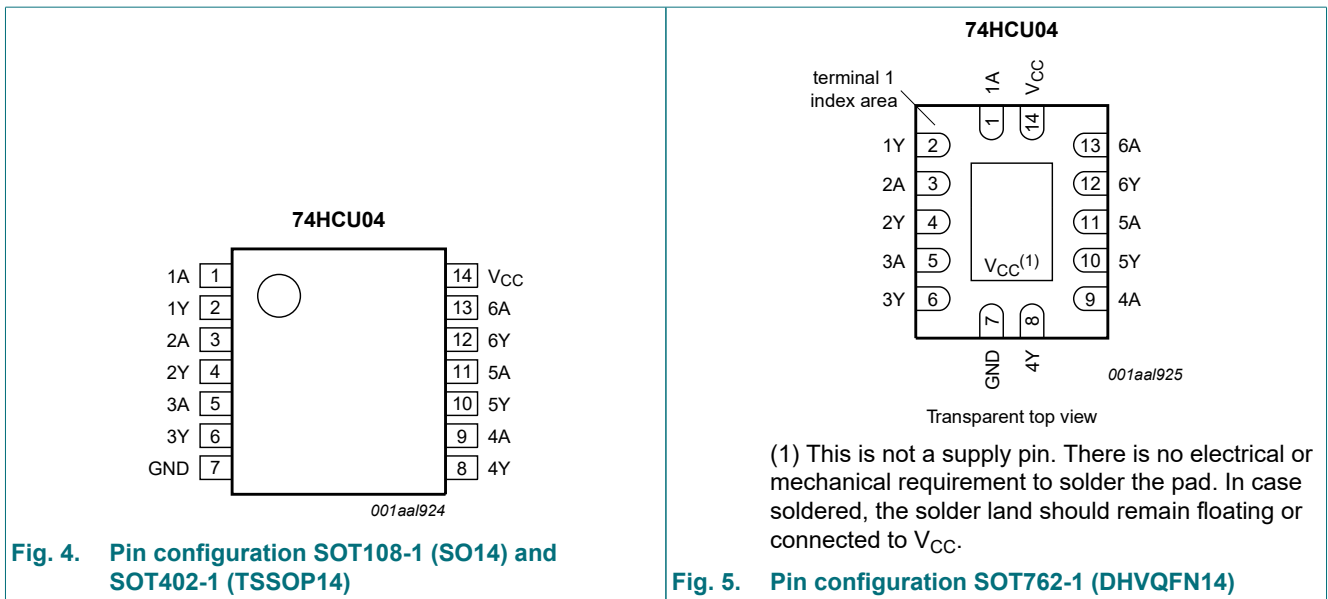 74HCU04
1A 1
1Y 2
2A 3
2Y 4
3A 5
3Y 6
GND 7
14 VCC
13 6A
12 6Y
11 5A
10 5Y
9 4A
8 4Y
001aal924
Fig. 4. Pin configuration SOT108-1 (SO14) and
SOT402-1 (TSSOP14)
74HCU04
terminal 1
index area
1A
VCC
1
14
1Y 2
2A 3
2Y 4
3A 5
3Y 6
13 6A
12 6Y
11 5A
10 5Y
9 4A
VCC(1)
7
8
GND
4Y
001aal925
Transparent top view
(1) This is not a supply pin. There is no electrical or
mechanical requirement to solder the pad. In case
soldered, the solder land should remain floating or
connected to VCC.
Fig. 5. Pin configuration SOT762-1 (DHVQFN14)